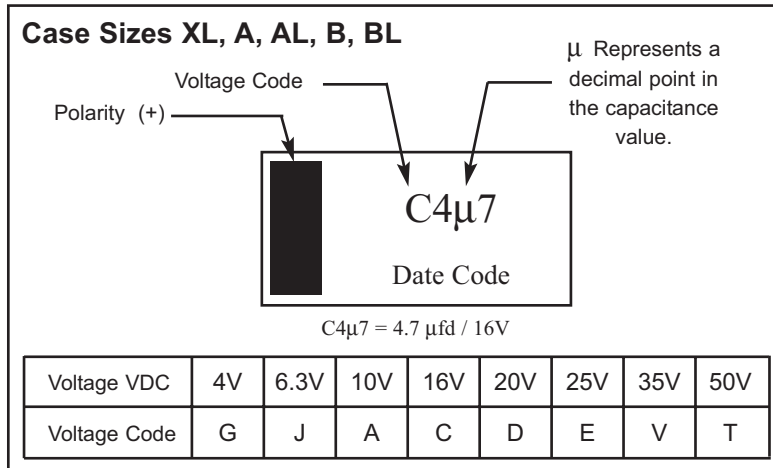 Case Sizes XL, A, AL, B, BL
μ Represents a
decimal point in
the capacitance
value.
Voltage Code
Polarity (+)
C4μ7
Date Code
C4μ7 = 4.7 μfd / 16V
Voltage VDC 4V 6.3V 10V 16V 20V 25V 35V 50V
Voltage Code G J A C D E V T